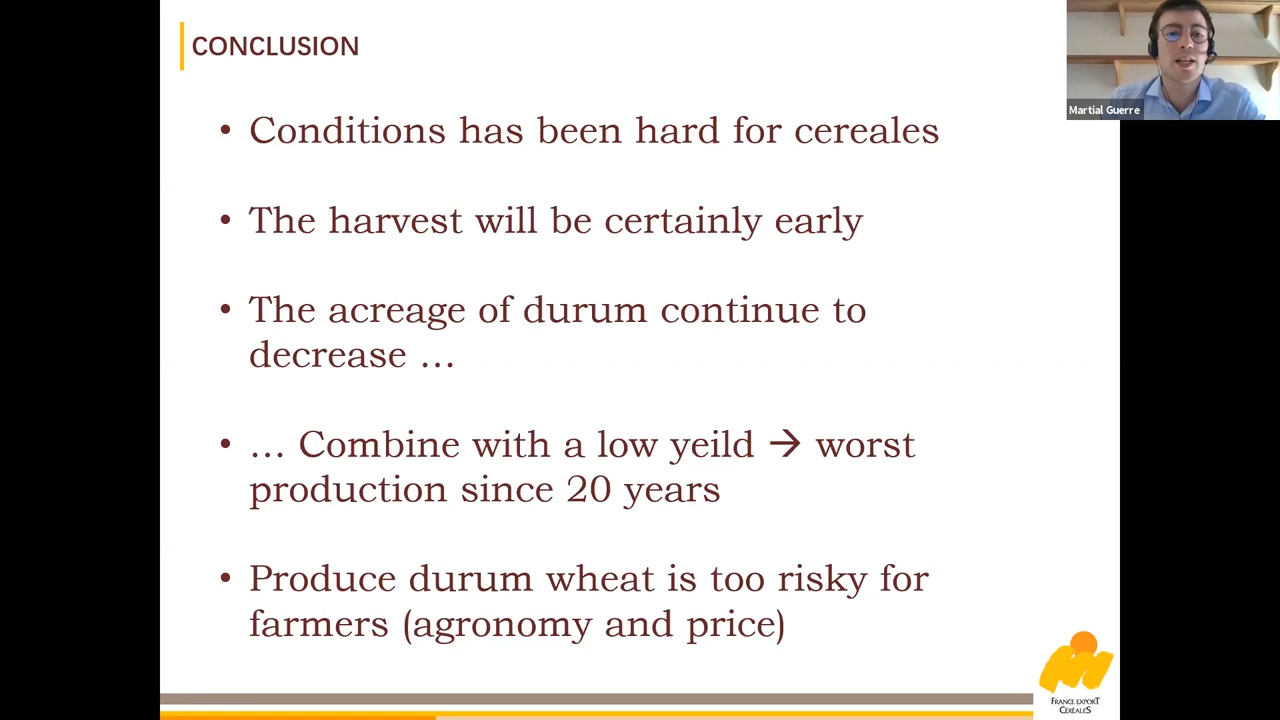 CONCLUSION
Martial Guerre
• Conditions has been hard for cereales
• The harvest will be certainly early
• The acreage of durum continue to
decrease …
• … Combine with a low yeild → worst
production since 20 years
• Produce durum wheat is too risky for
farmers (agronomy and price)
FRANCE EXPORT
CÉRÉALES